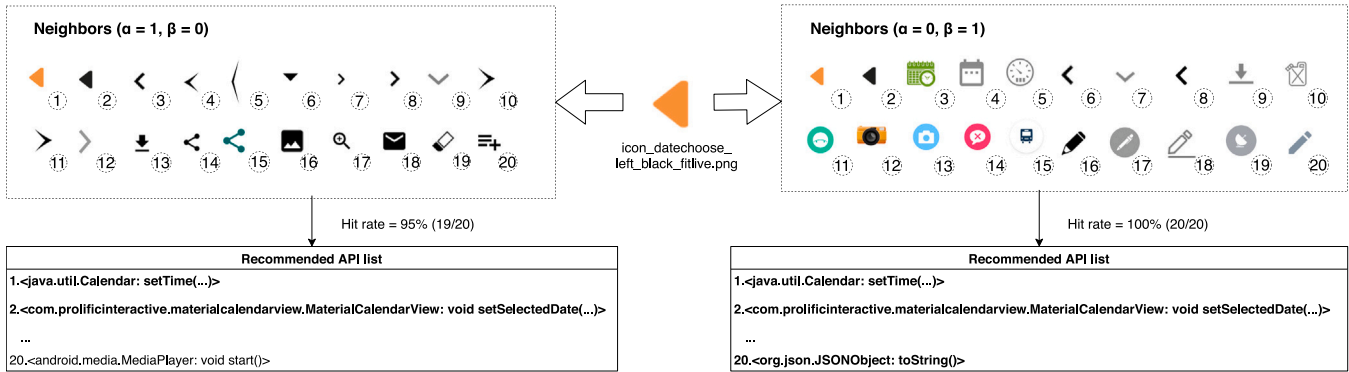 Neighbors (α = 1, β = 0)
1 2 3 4 5 6 7 8 9 10
11 12 13 14 15 16 17 18 19 20
icon_datechoose_
left_black_fitlive.png
Neighbors (α = 0, β = 1)
1 2 3 4 5 6 7 8 9 10
11 12 13 14 15 16 17 18 19 20
Hit rate = 95% (19/20)
Recommended API list
1.<java.util.Calendar: setTime(...)>
2.<com.prolificinteractive.materialcalendarview.MaterialCalendarView: void setSelectedDate(...)>
...
20.<android.media.MediaPlayer: void start()>
Hit rate = 100% (20/20)
Recommended API list
1.<java.util.Calendar: setTime(...)>
2.<com.prolificinteractive.materialcalendarview.MaterialCalendarView: void setSelectedDate(...)>
...
20.<org.json.JSONObject: toString()>